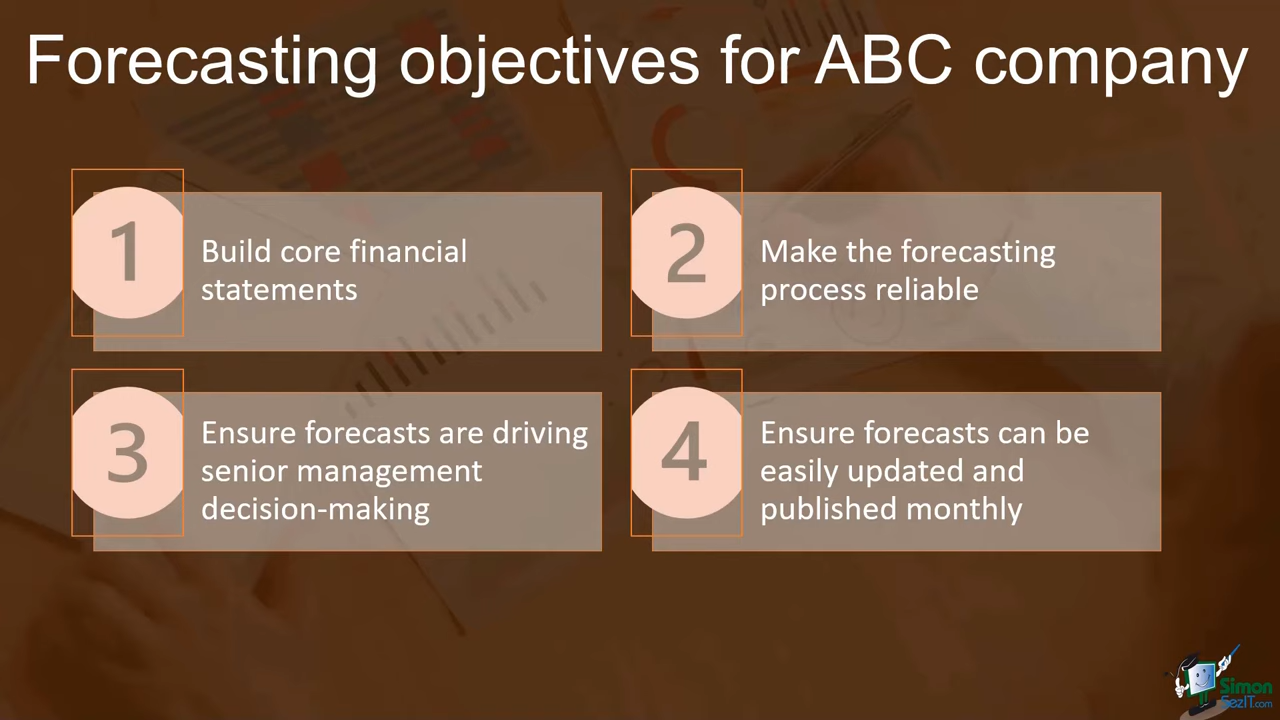 Forecasting objectives for ABC company
1
Build core financial
statements
2
Make the forecasting
process reliable
3
Ensure forecasts are driving
senior management
decision-making
4
Ensure forecasts can be
easily updated and
published monthly
Simon
SezIT.com